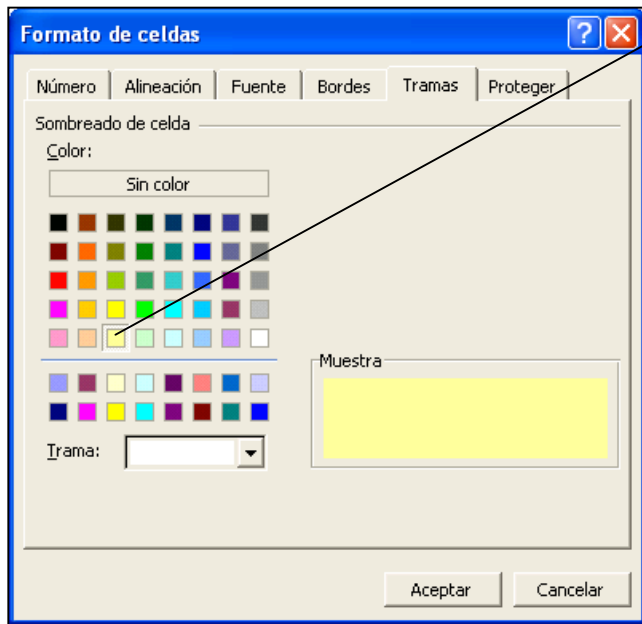 Formato de celdas
Número Alineación Fuente Bordes Tramas Proteger
Sombreado de celda
Color:
Sin color
Muestra
Trama:
Aceptar Cancelar